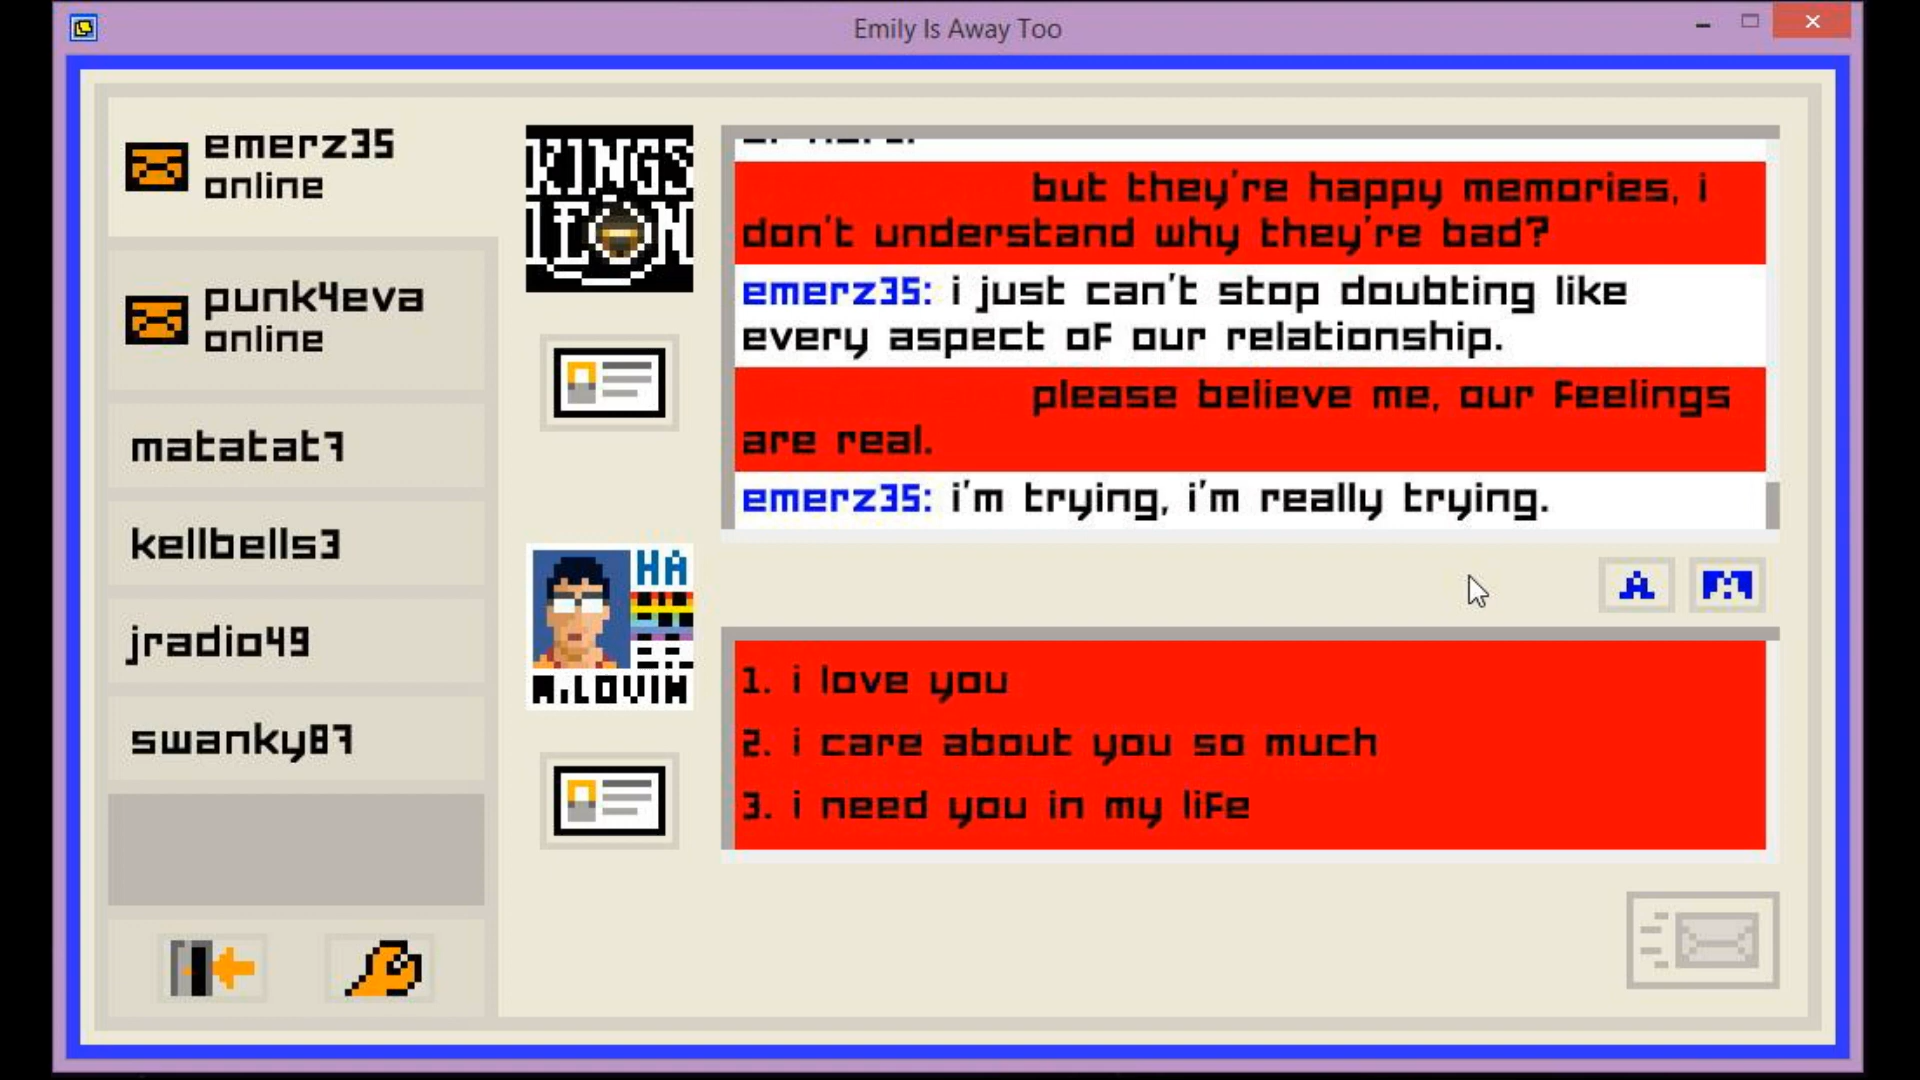 Emily Is Away Too
emerz35
online
punk4eva
online
matatat7
kellbells3
jradio49
swanky87
KINGS
HA
but they're happy memories, i
don't understand why they're bad?
emerz35: i just can't stop doubting like
every aspect of our relationship.
please believe me, our feelings
are real.
emerz35: i'm trying, i'm really trying.
A
M
1. i love you
2. i care about you so much
3. i need you in my life